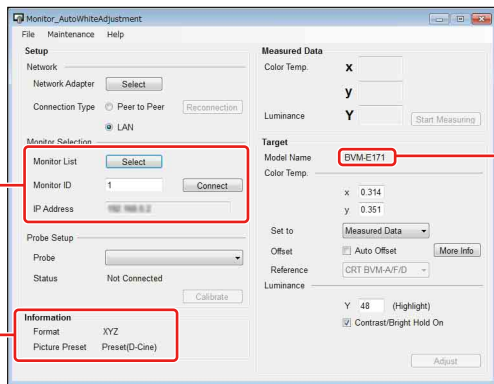 Monitor_AutoWhiteAdjustment
File Maintenance Help
Setup
Network
Network Adapter Select
Connection Type Peer to Peer Reconnection
LAN
Monitor Selection
Monitor List Select
Monitor ID 1 Connect
IP Address
Probe Setup
Probe
Status Not Connected
Calibrate
Information
Format XYZ
Picture Preset Preset(D-Cine)
Measured Data
Color Temp. x
y
Luminance Y Start Measuring
Target
Model Name BVM-E171
Color Temp.
x 0.314
y 0.351
Set to Measured Data
Offset Auto Offset More Info
Reference CRT BVM-A/F/D
Luminance
Y 48 (Highlight)
Contrast/Bright Hold On
Adjust